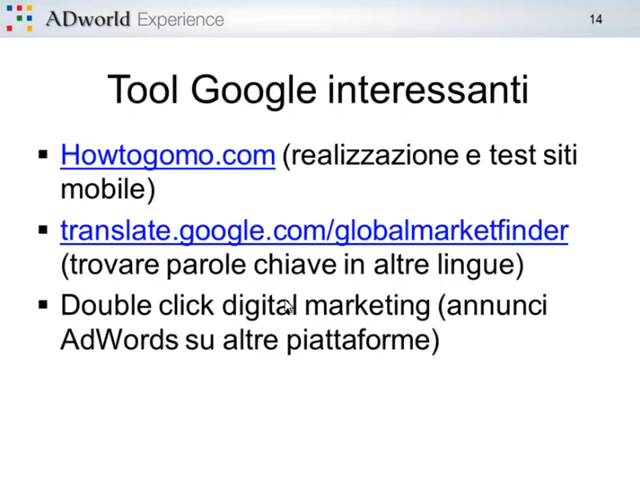 ADworld Experience
14
Tool Google interessanti
Howtogomo.com (realizzazione e test siti
mobile)
translate.google.com/globalmarketfinder
(trovare parole chiave in altre lingue)
Double click digital marketing (annunci
AdWords su altre piattaforme)